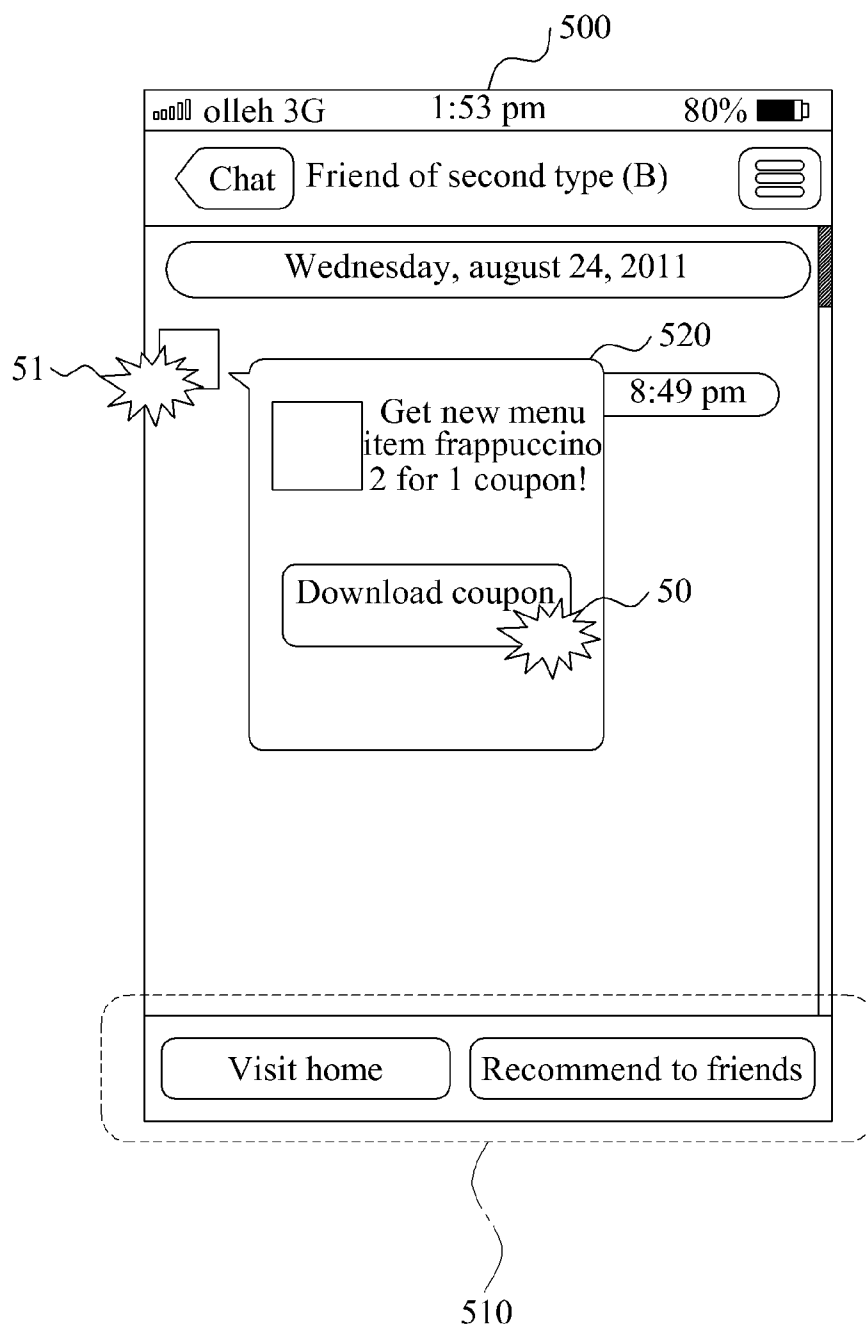 500
olleh 3G 1:53 pm 80%
Chat Friend of second type (B)
Wednesday, august 24, 2011
520
51
8:49 pm
Get new menu
item frappuccino
2 for 1 coupon!
Download coupon
50
Visit home Recommend to friends
510